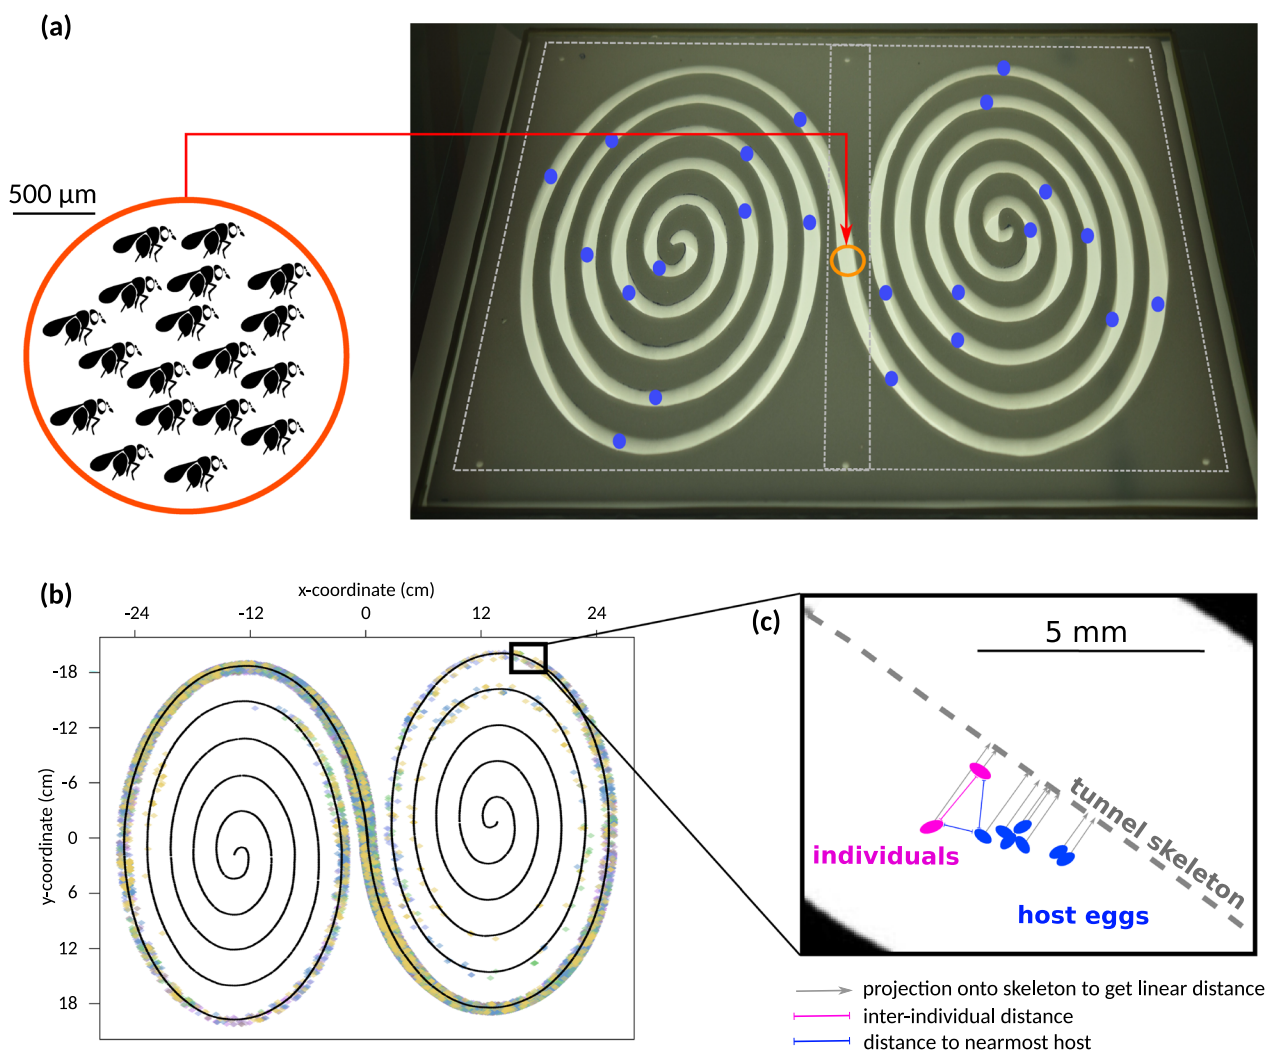 (a)
500 µm
(b)
x-coordinate (cm)
-24 -12 0 12 24
y-coordinate (cm)
-18
-12
-6
0
6
12
18
(c)
5 mm
tunnel skeleton
individuals
host eggs
projection onto skeleton to get linear distance
inter-individual distance
distance to nearmost host